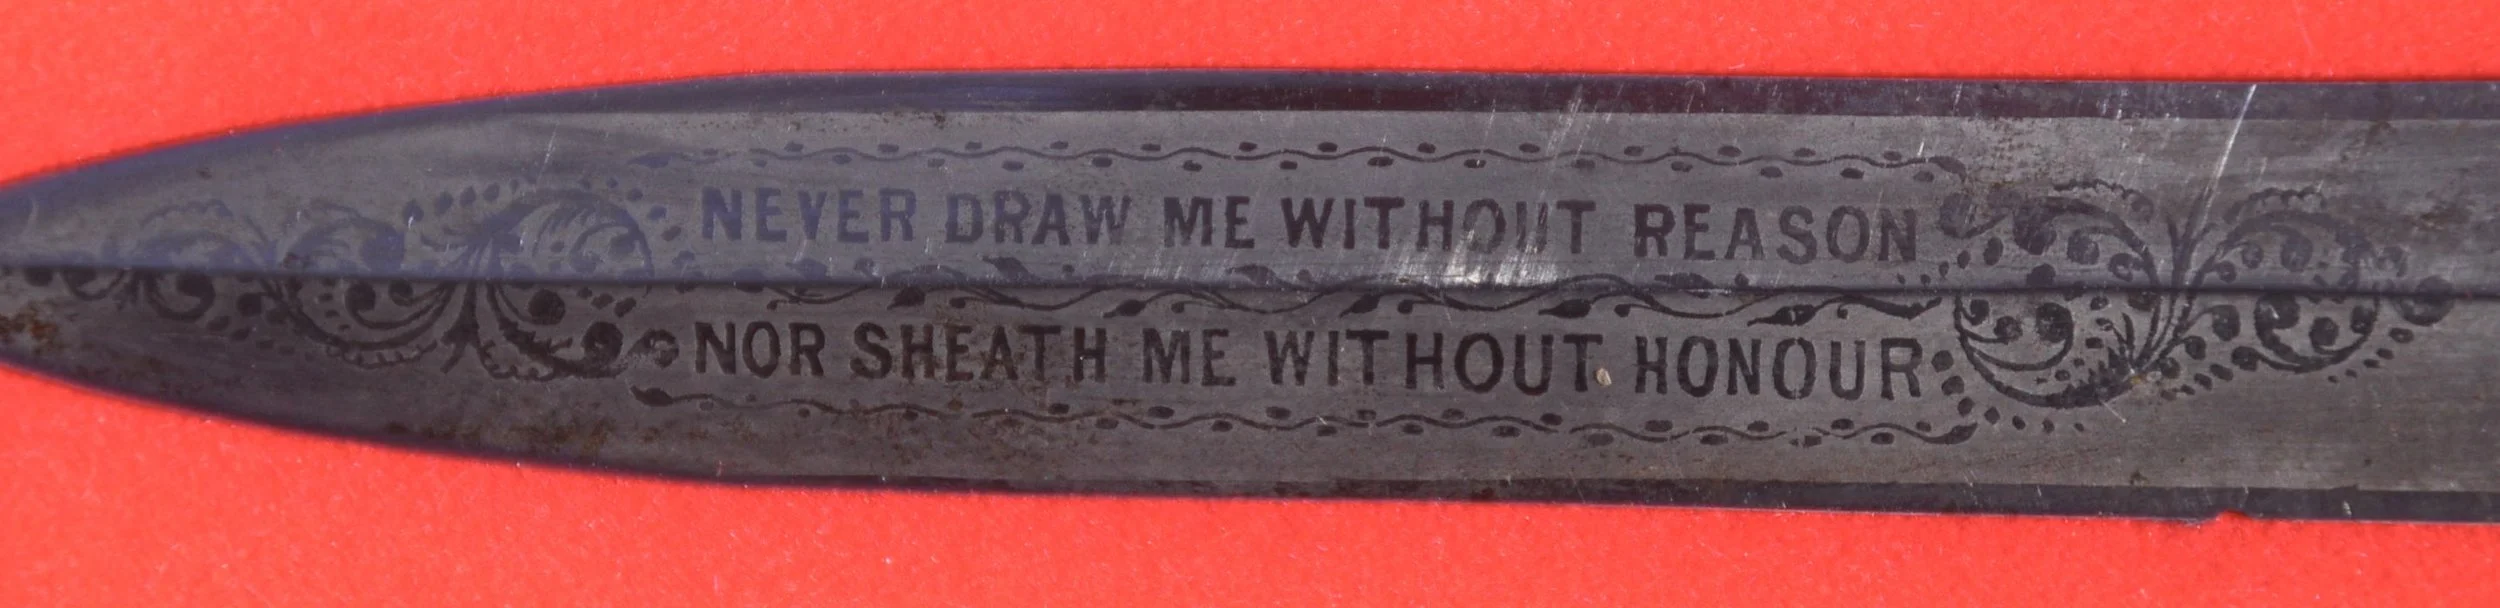 NEVER DRAW ME WITHOUT REASON
NOR SHEATH ME WITHOUT HONOUR